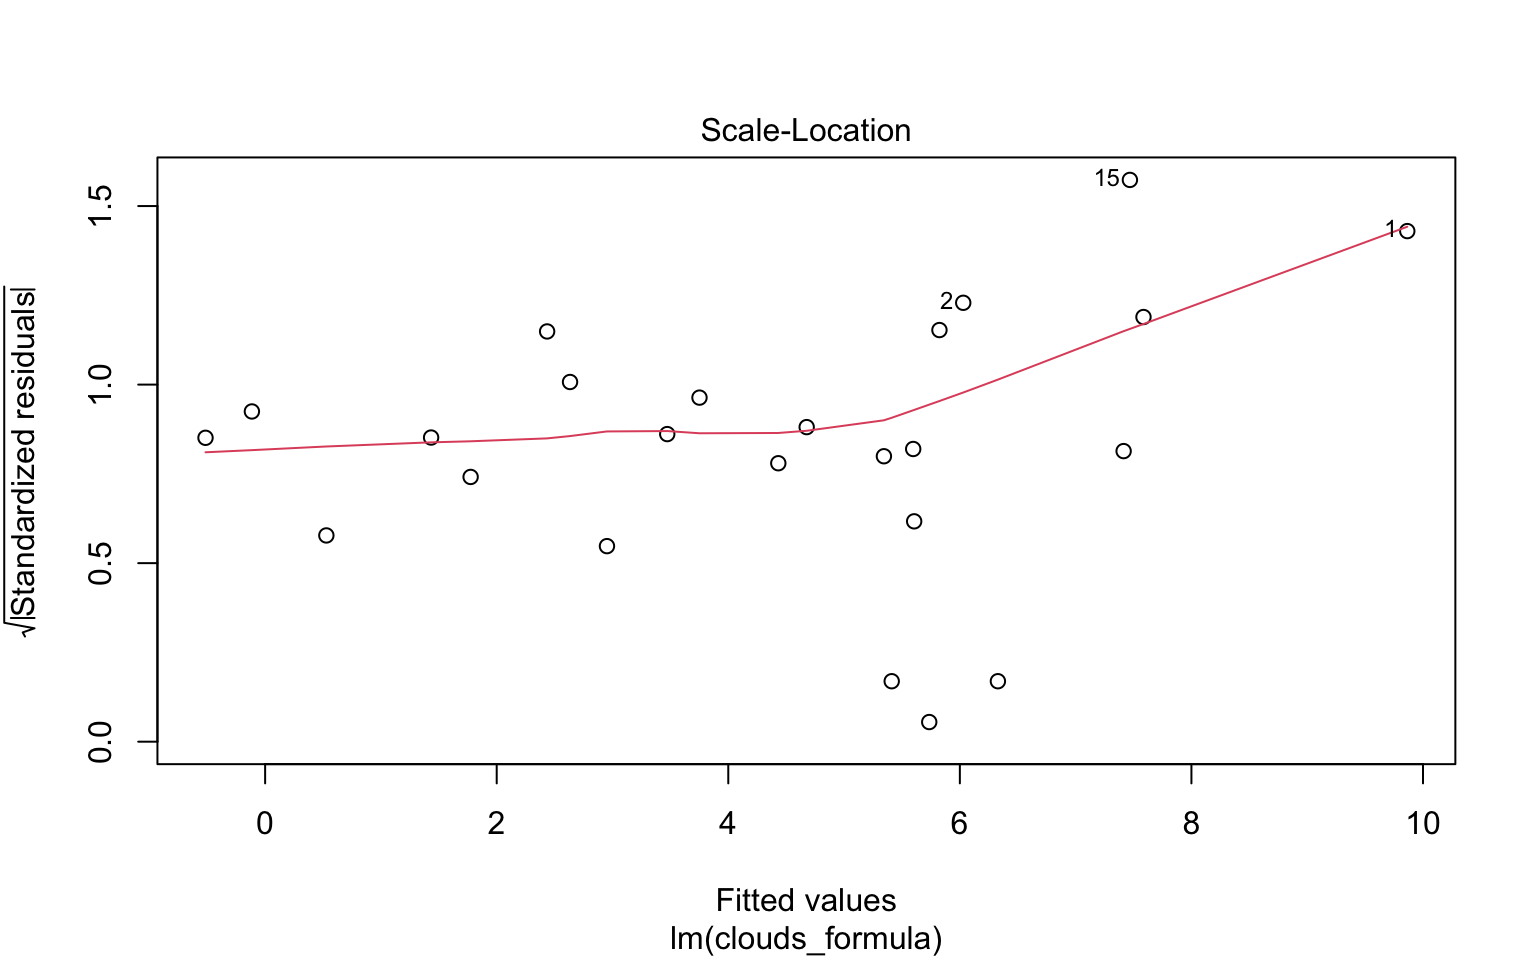 Scale-Location
√|Standardized residuals|
1.5
1.0
0.5
0.0
15
1
2
0 2 4 6 8 10
Fitted values
lm(clouds_formula)